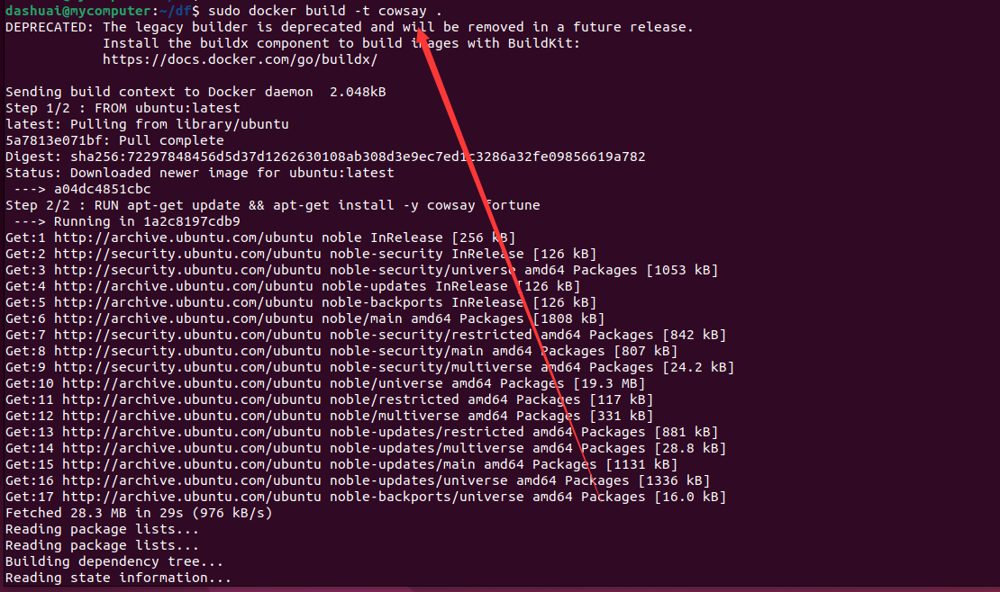 dashuai@mycomputer:~/df$ sudo docker build -t cowsay .
DEPRECATED: The legacy builder is deprecated and will be removed in a future release.
            Install the buildx component to build images with BuildKit:
            https://docs.docker.com/go/buildx/

Sending build context to Docker daemon  2.048kB
Step 1/2 : FROM ubuntu:latest
latest: Pulling from library/ubuntu
5a7813e071bf: Pull complete
Digest: sha256:72297848456d5d37d1262630108ab308d3e9ec7ed1c3286a32fe09856619a782
Status: Downloaded newer image for ubuntu:latest
 ---> a04dc4851cbc
Step 2/2 : RUN apt-get update && apt-get install -y cowsay fortune
 ---> Running in 1a2c8197cdb9
Get:1 http://archive.ubuntu.com/ubuntu noble InRelease [256 kB]
Get:2 http://security.ubuntu.com/ubuntu noble-security InRelease [126 kB]
Get:3 http://security.ubuntu.com/ubuntu noble-security/universe amd64 Packages [1053 kB]
Get:4 http://archive.ubuntu.com/ubuntu noble-updates InRelease [126 kB]
Get:5 http://archive.ubuntu.com/ubuntu noble-backports InRelease [126 kB]
Get:6 http://archive.ubuntu.com/ubuntu noble/main amd64 Packages [1808 kB]
Get:7 http://security.ubuntu.com/ubuntu noble-security/restricted amd64 Packages [842 kB]
Get:8 http://security.ubuntu.com/ubuntu noble-security/main amd64 Packages [807 kB]
Get:9 http://security.ubuntu.com/ubuntu noble-security/multiverse amd64 Packages [24.2 kB]
Get:10 http://archive.ubuntu.com/ubuntu noble/universe amd64 Packages [19.3 MB]
Get:11 http://archive.ubuntu.com/ubuntu noble/restricted amd64 Packages [117 kB]
Get:12 http://archive.ubuntu.com/ubuntu noble/multiverse amd64 Packages [331 kB]
Get:13 http://archive.ubuntu.com/ubuntu noble-updates/restricted amd64 Packages [881 kB]
Get:14 http://archive.ubuntu.com/ubuntu noble-updates/multiverse amd64 Packages [28.8 kB]
Get:15 http://archive.ubuntu.com/ubuntu noble-updates/main amd64 Packages [1131 kB]
Get:16 http://archive.ubuntu.com/ubuntu noble-updates/universe amd64 Packages [1336 kB]
Get:17 http://archive.ubuntu.com/ubuntu noble-backports/universe amd64 Packages [16.0 kB]
Fetched 28.3 MB in 29s (976 kB/s)
Reading package lists...
Reading package lists...
Building dependency tree...
Reading state information...